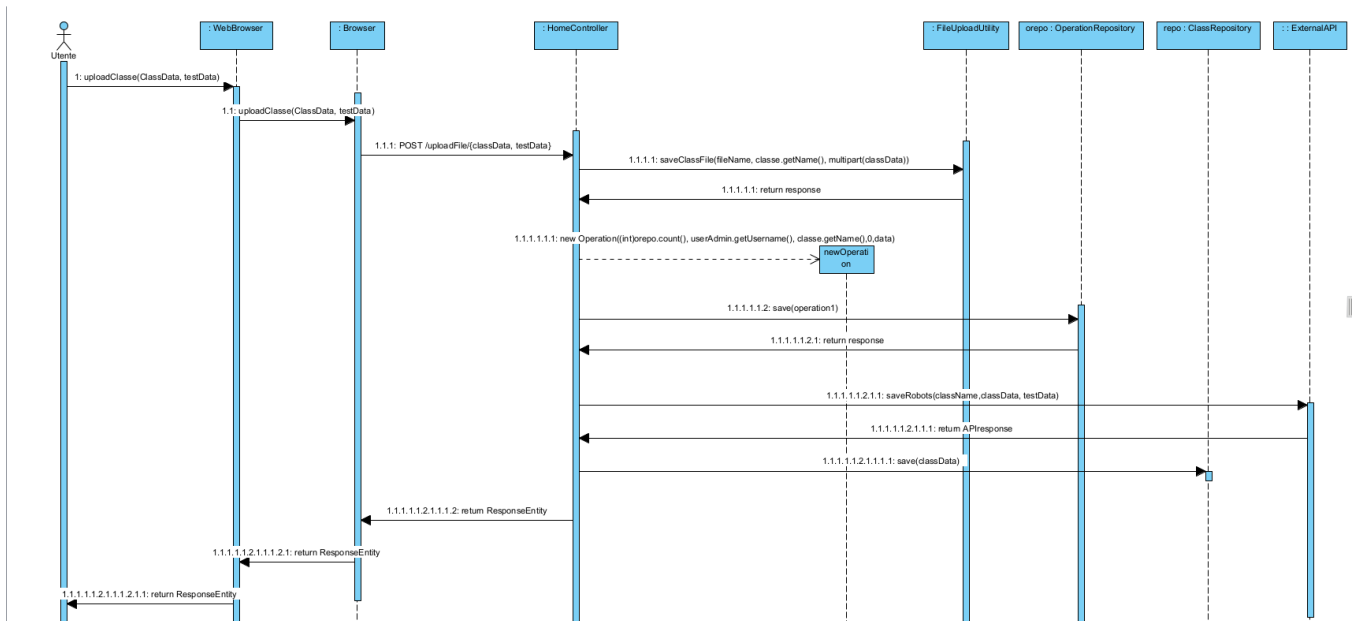 : WebBrowser
: Browser
: HomeController
: FileUploadUtility
orepo : OperationRepository
repo : ClassRepository
: : ExternalAPI
Utente
1: uploadClasse(ClassData, testData)
1.1: uploadClasse(ClassData, testData)
1.1.1: POST /uploadFile/{classData, testData}
1.1.1.1: saveClassFile(fileName, classe.getName(), multipart(classData))
1.1.1.1.1: return response
1.1.1.1.1.1: new Operation((int)orepo.count(), userAdmin.getUsername(), classe.getName(),0,data)
newOperati
on
1.1.1.1.1.2: save(operation1)
1.1.1.1.1.2.1: return response
1.1.1.1.1.2.1.1: saveRobots(className,classData, testData)
1.1.1.1.1.2.1.1.1: return APIresponse
1.1.1.1.1.2.1.1.1.1: save(classData)
1.1.1.1.1.2.1.1.1.2: return ResponseEntity
1.1.1.1.1.2.1.1.1.2.1: return ResponseEntity
1.1.1.1.1.2.1.1.1.2.1.1: return ResponseEntity